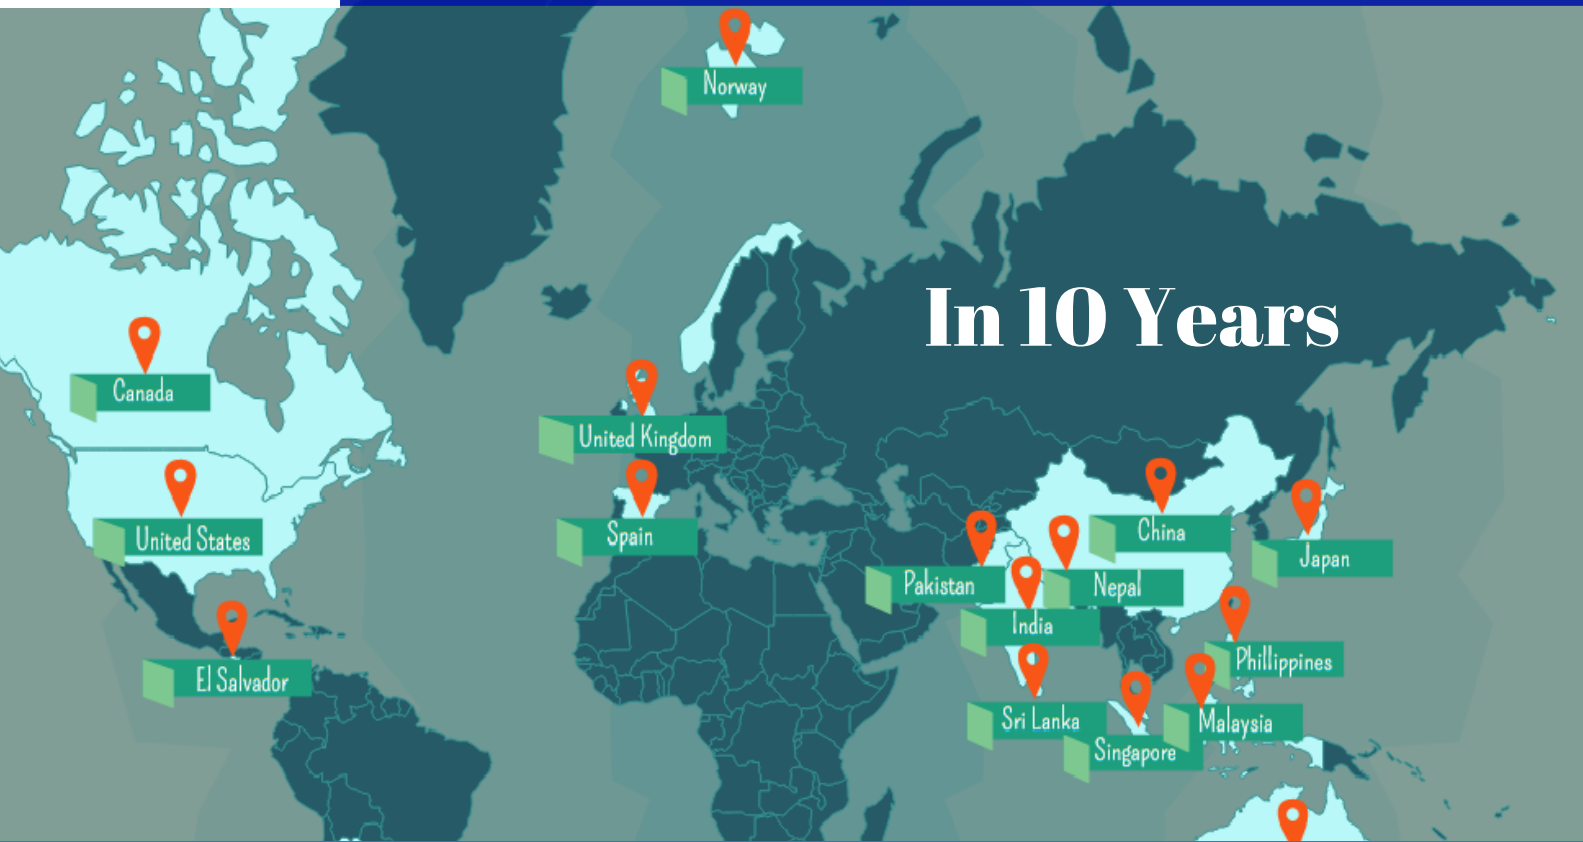 Norway
In 10 Years
Canada
United Kingdom
United States
Spain
China
Japan
Pakistan
Nepal
India
El Salvador
Phillippines
Sri Lanka
Malaysia
Singapore